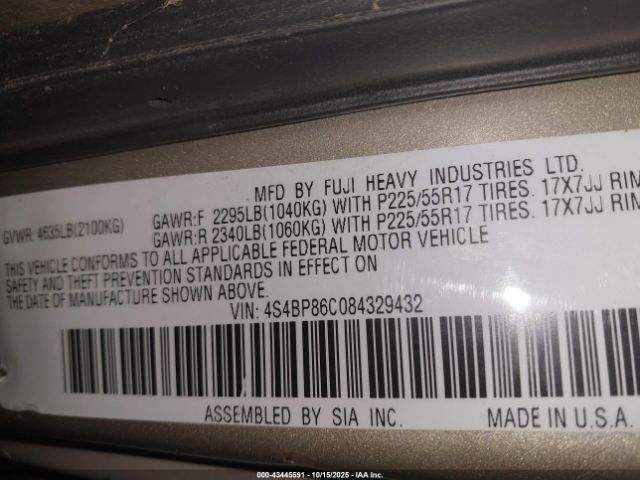 MFD BY FUJI HEAVY INDUSTRIES LTD.
GVWR: 4635LB(2100KG)
GAWR:F 2295LB(1040KG) WITH P225/55R17 TIRES. 17X7JJ RIM
GAWR:R 2340LB(1060KG) WITH P225/55R17 TIRES. 17X7JJ RIM
THIS VEHICLE CONFORMS TO ALL APPLICABLE FEDERAL MOTOR VEHICLE
SAFETY AND THEFT PREVENTION STANDARDS IN EFFECT ON
THE DATE OF MANUFACTURE SHOWN ABOVE.
VIN: 4S4BP86C084329432
ASSEMBLED BY SIA INC.
MADE IN U.S.A.
000-43445591 - 10/15/2025 - IAA Inc.